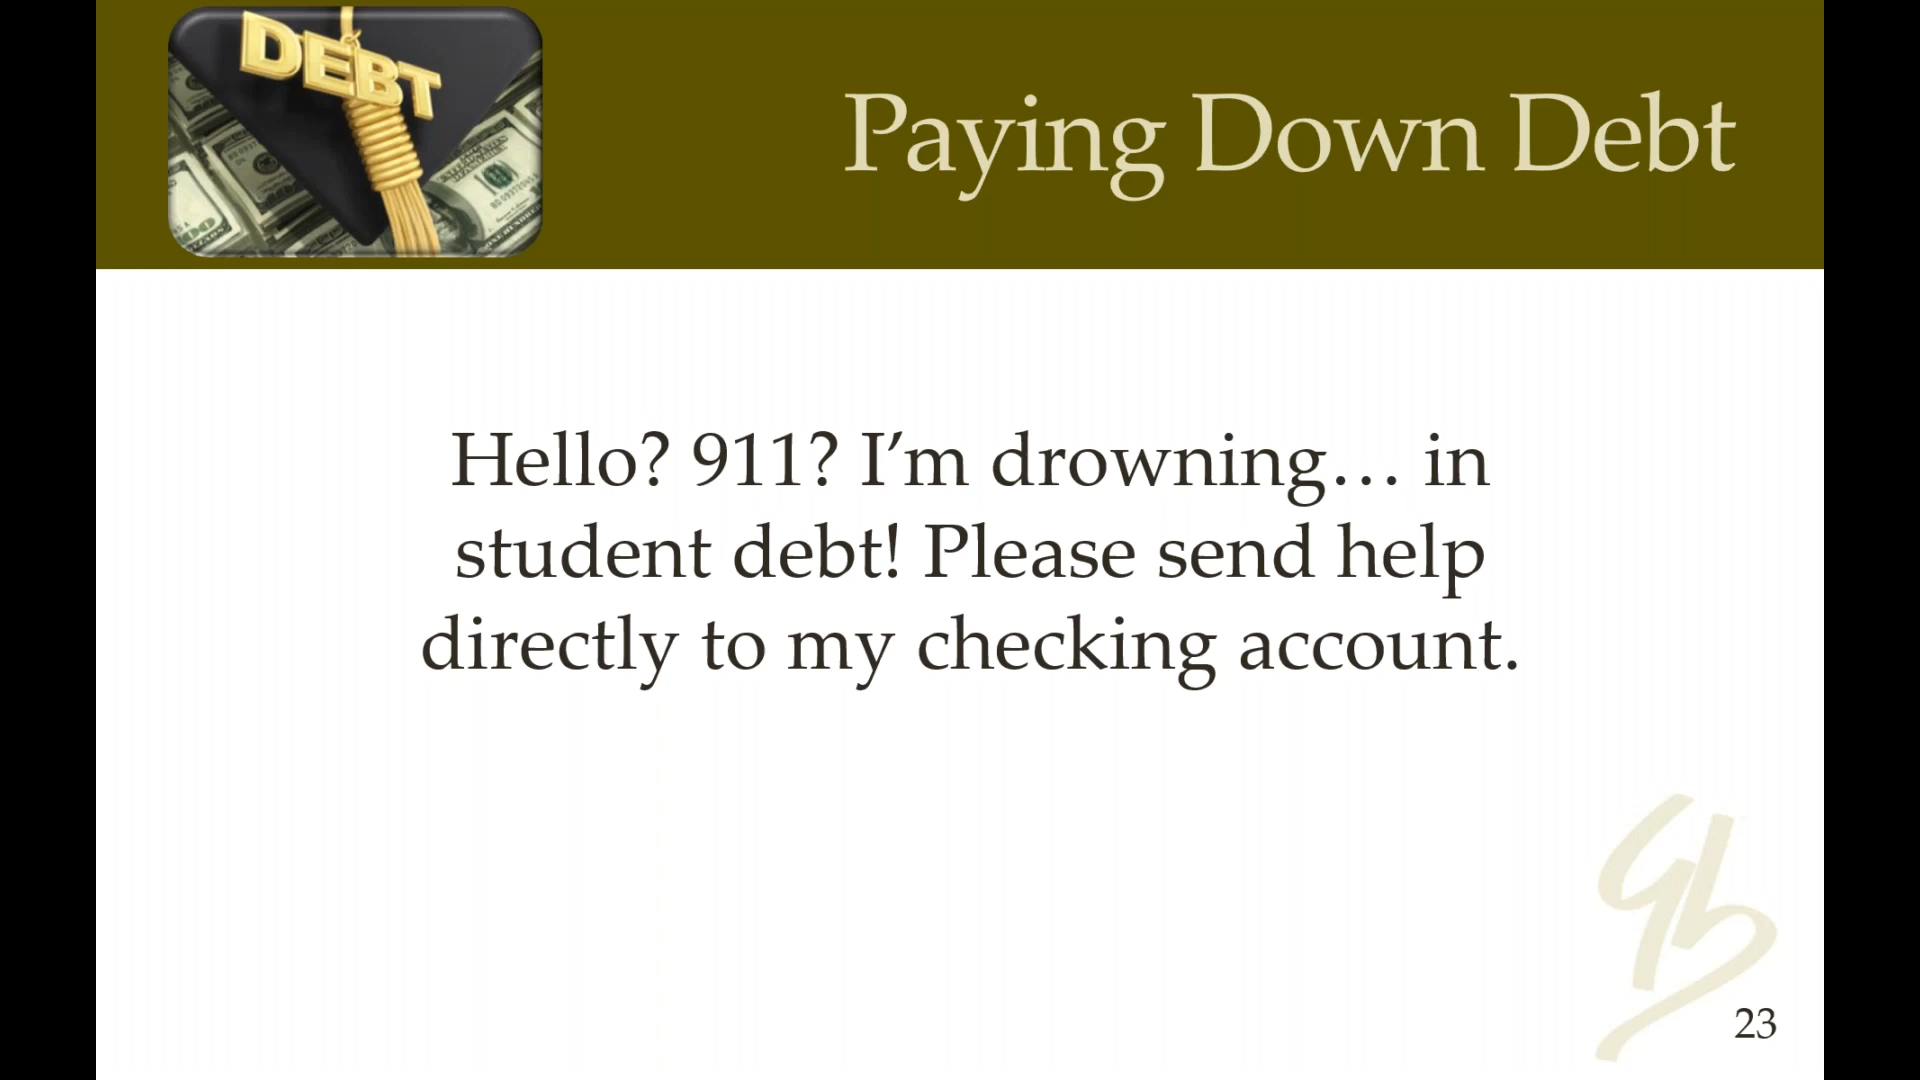 DEBT
Paying Down Debt
Hello? 911? I’m drowning… in
student debt! Please send help
directly to my checking account.
23